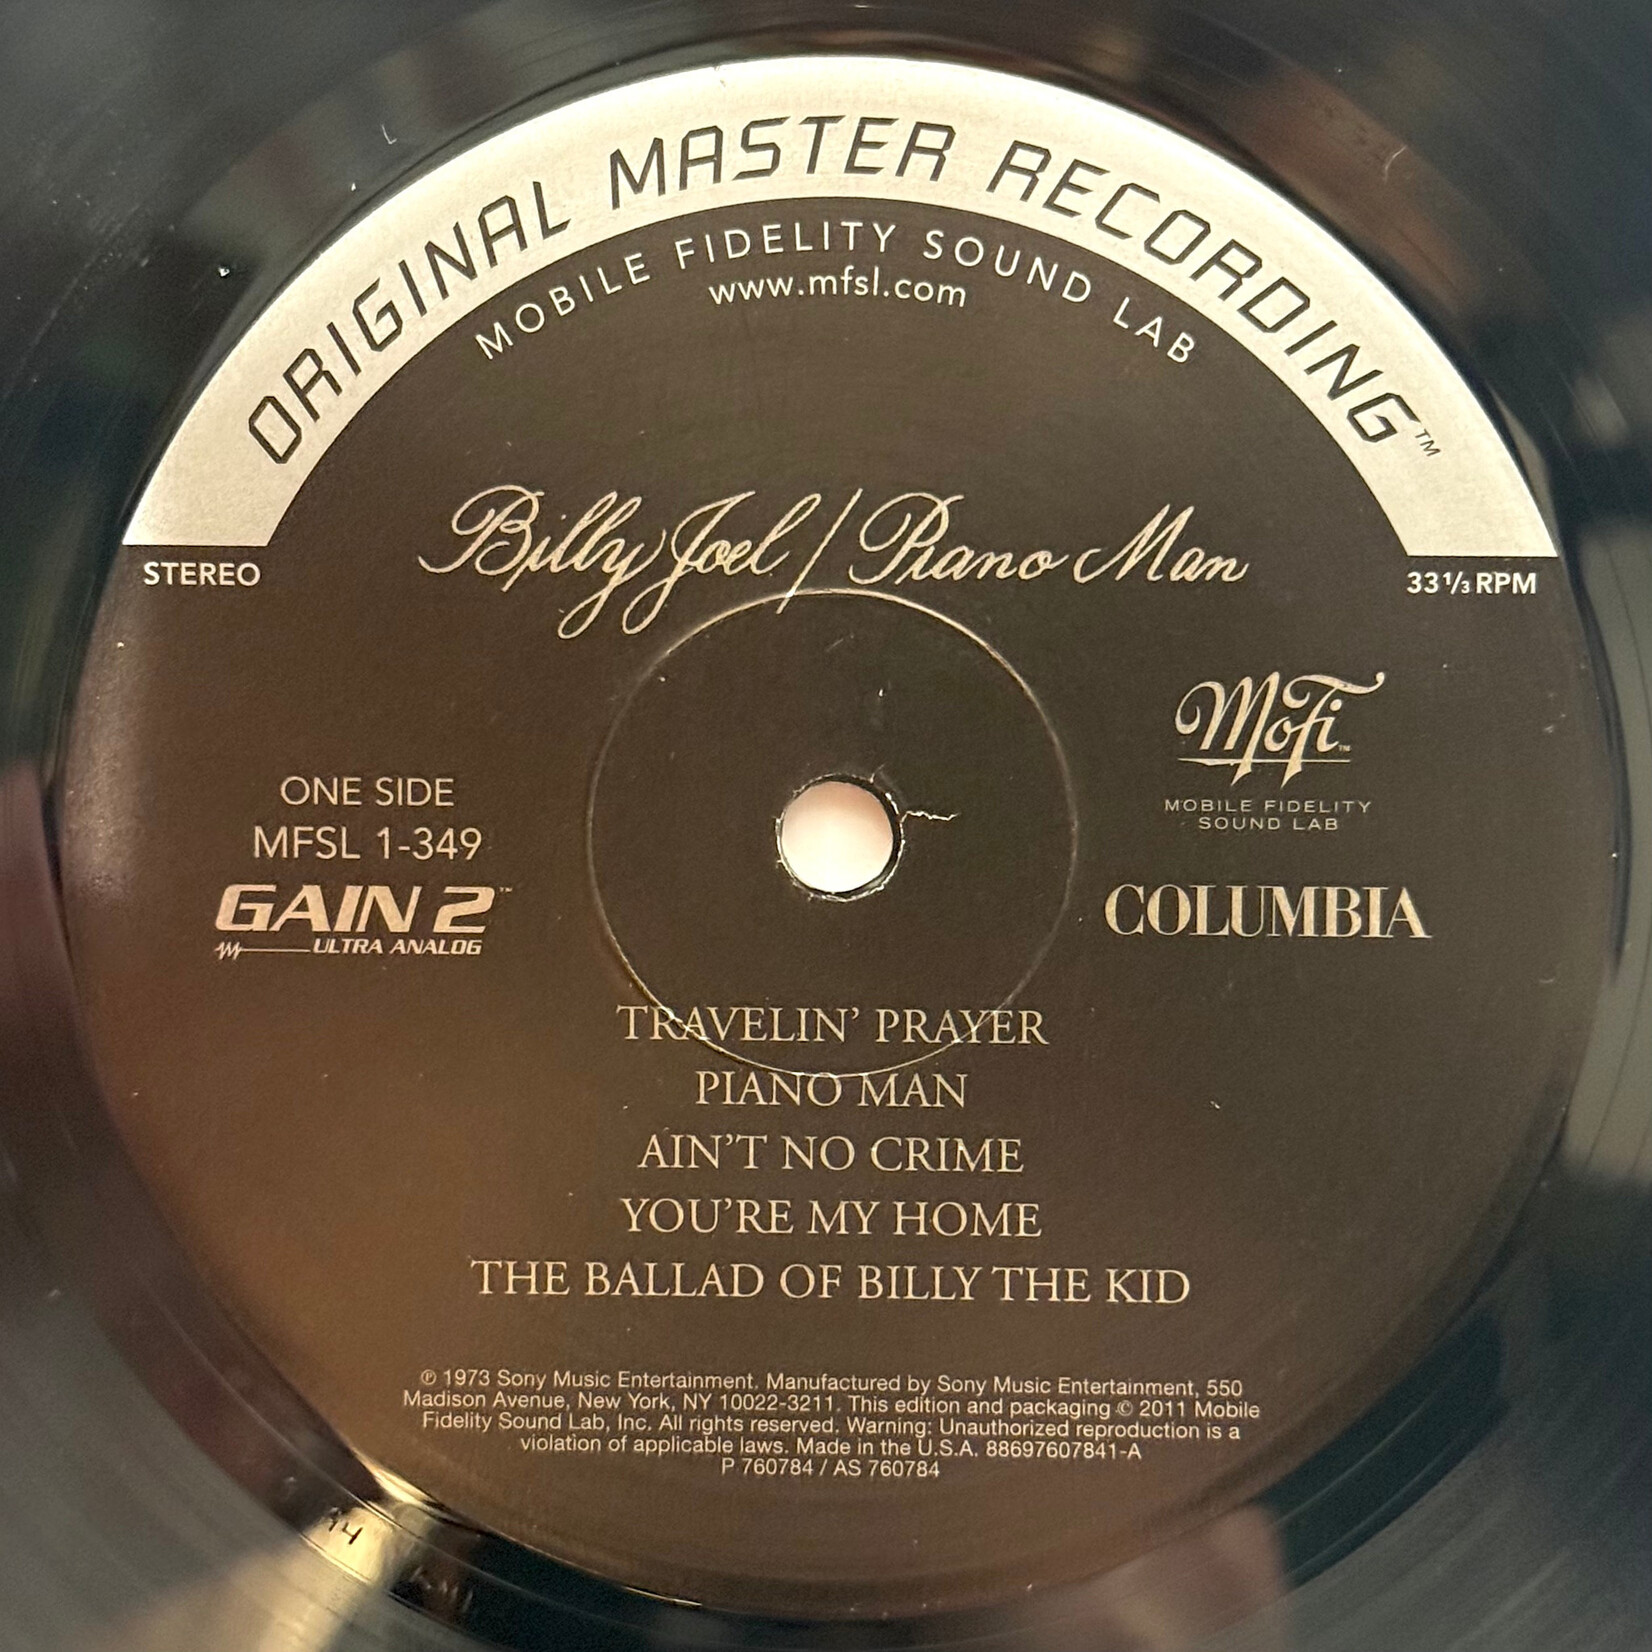 ORIGINAL MASTER RECORDING™
MOBILE FIDELITY SOUND LAB
www.mfsl.com
Billy Joel / Piano Man
STEREO
33 1/3 RPM
MoFi™
MOBILE FIDELITY
SOUND LAB
ONE SIDE
MFSL 1-349
GAIN 2™
ULTRA ANALOG
COLUMBIA
TRAVELIN’ PRAYER
PIANO MAN
AIN’T NO CRIME
YOU’RE MY HOME
THE BALLAD OF BILLY THE KID
℗ 1973 Sony Music Entertainment. Manufactured by Sony Music Entertainment, 550
Madison Avenue, New York, NY 10022-3211. This edition and packaging © 2011 Mobile
Fidelity Sound Lab, Inc. All rights reserved. Warning: Unauthorized reproduction is a
violation of applicable laws. Made in the U.S.A. 88697607841-A
P 760784 / AS 760784